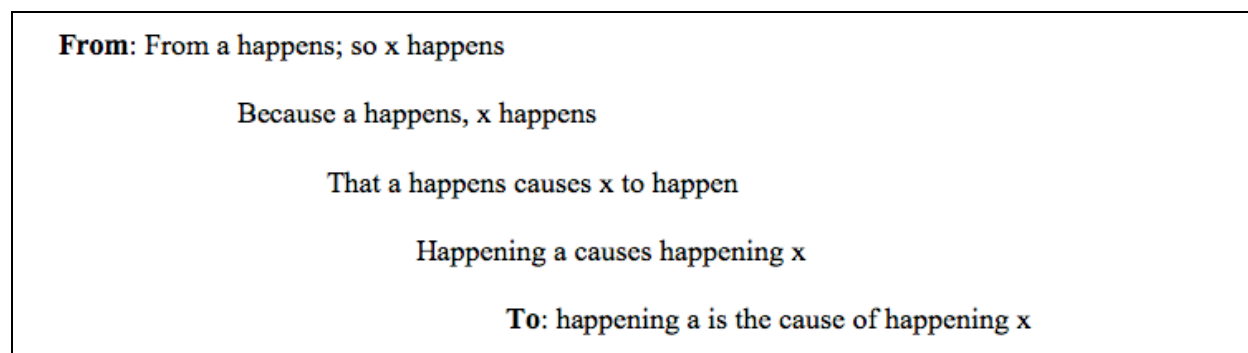 From: From a happens; so x happens
Because a happens, x happens
That a happens causes x to happen
Happening a causes happening x
To: happening a is the cause of happening x